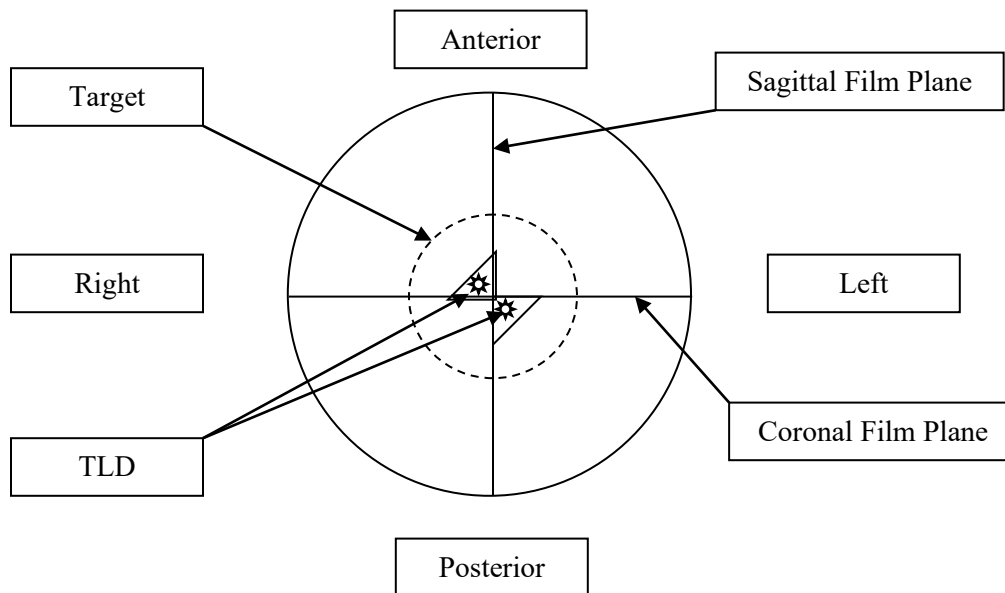 Anterior
Sagittal Film Plane
Target
Right
Left
Coronal Film Plane
TLD
Posterior